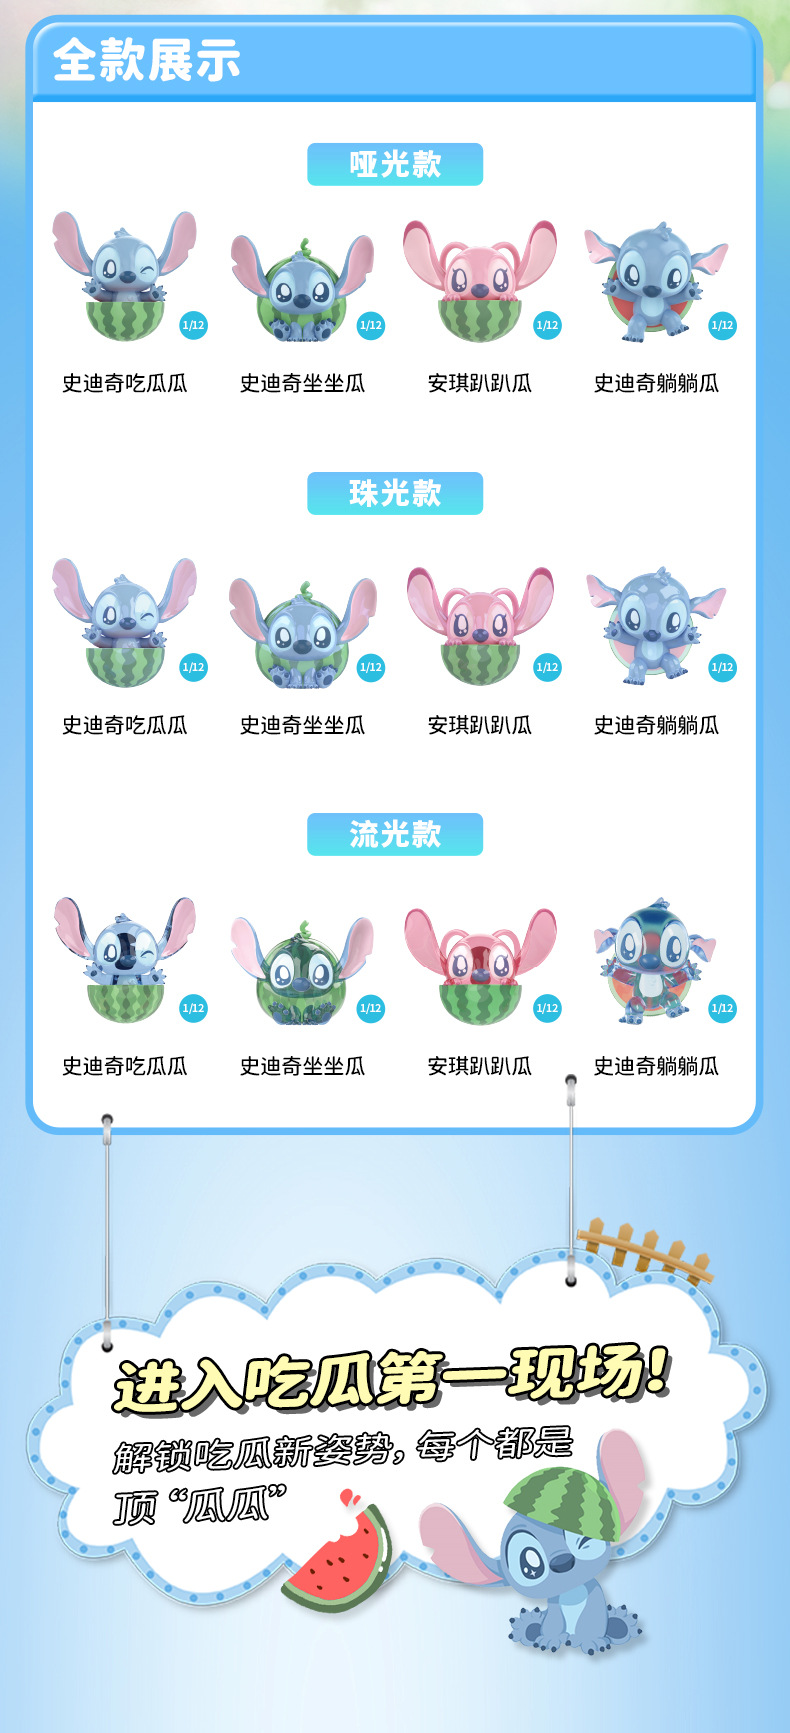 全款展示
哑光款
1/12 1/12 1/12 1/12
史迪奇吃瓜瓜 史迪奇坐坐瓜 安琪趴趴瓜 史迪奇躺躺瓜
珠光款
1/12 1/12 1/12 1/12
史迪奇吃瓜瓜 史迪奇坐坐瓜 安琪趴趴瓜 史迪奇躺躺瓜
流光款
1/12 1/12 1/12 1/12
史迪奇吃瓜瓜 史迪奇坐坐瓜 安琪趴趴瓜 史迪奇躺躺瓜
进入吃瓜第一现场!
解锁吃瓜新姿势,每个都是
顶“瓜瓜”